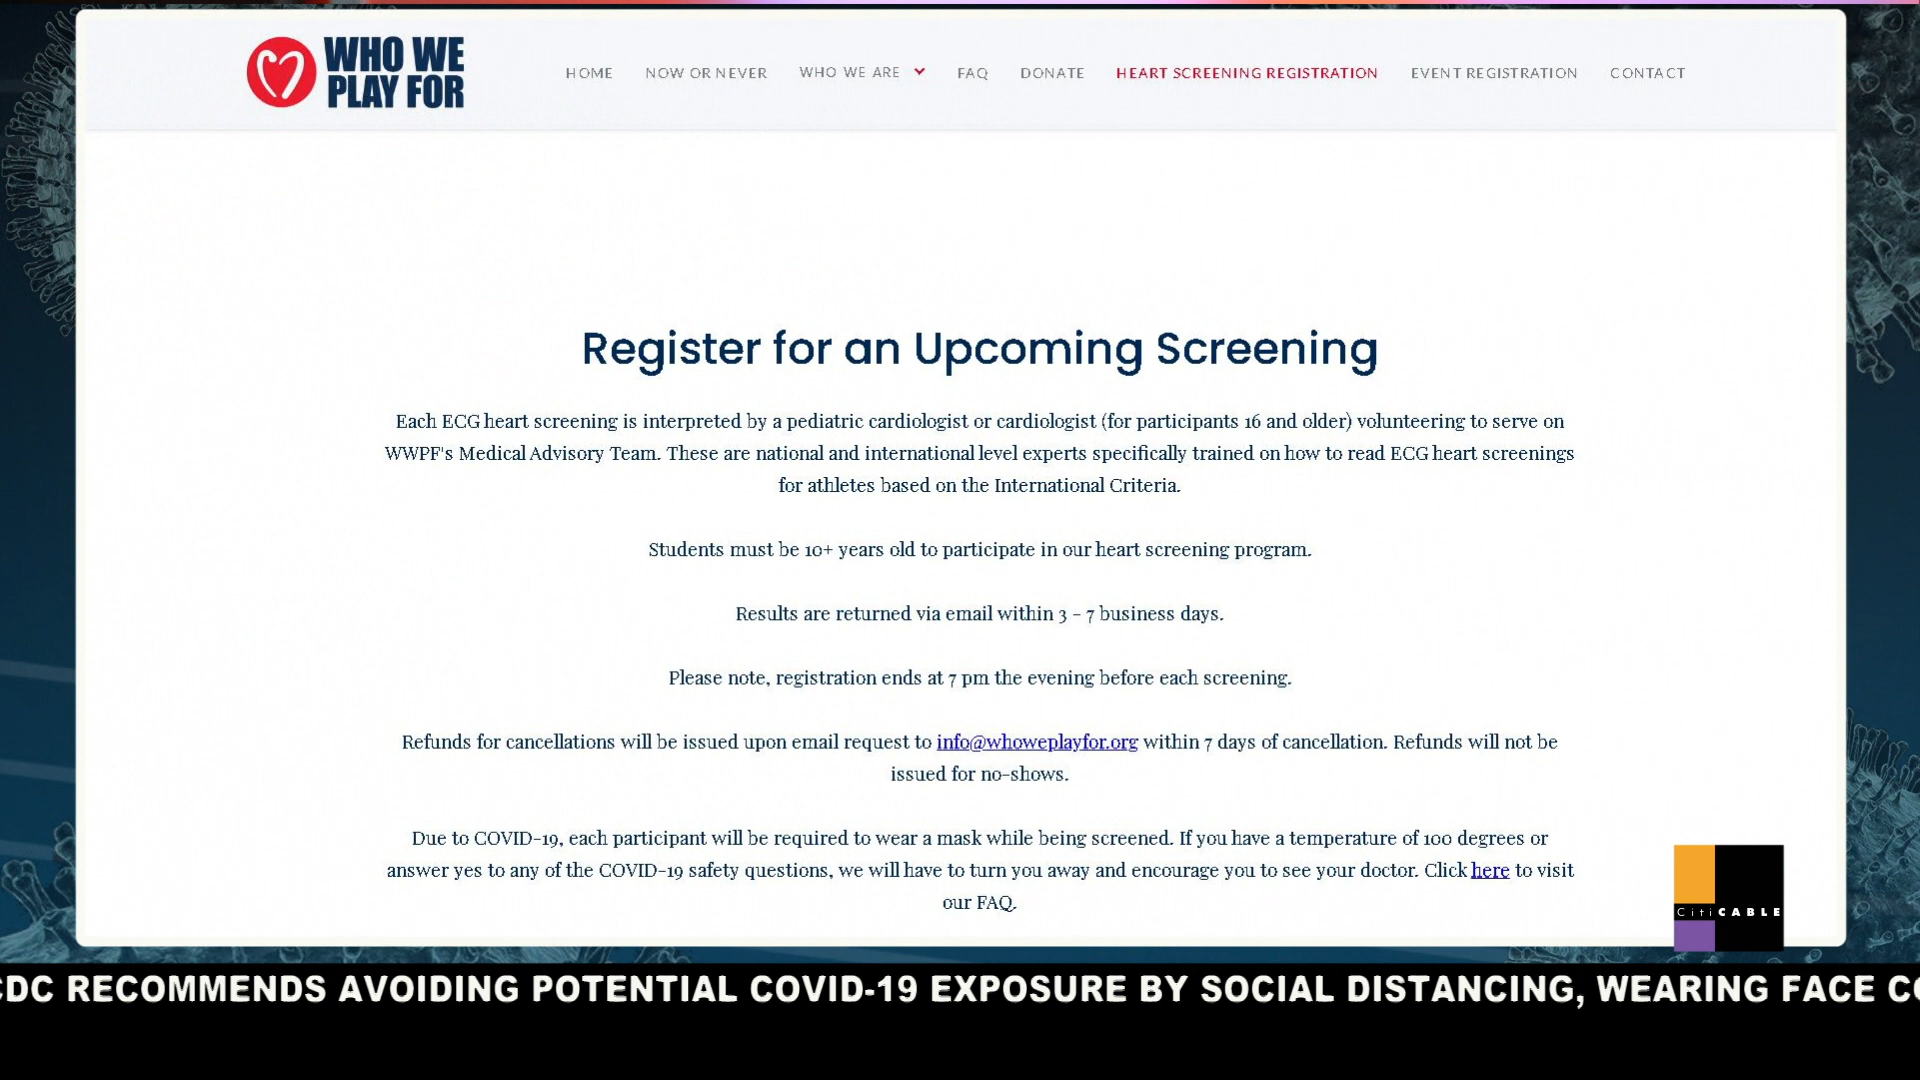 WHO WE
PLAY FOR
HOME NOW OR NEVER WHO WE ARE FAQ DONATE HEART SCREENING REGISTRATION EVENT REGISTRATION CONTACT
Register for an Upcoming Screening
Each ECG heart screening is interpreted by a pediatric cardiologist or cardiologist (for participants 16 and older) volunteering to serve on
WWPF's Medical Advisory Team. These are national and international level experts specifically trained on how to read ECG heart screenings
for athletes based on the International Criteria.
Students must be 10+ years old to participate in our heart screening program.
Results are returned via email within 3 - 7 business days.
Please note, registration ends at 7 pm the evening before each screening.
Refunds for cancellations will be issued upon email request to info@whoweplayfor.org within 7 days of cancellation. Refunds will not be
issued for no-shows.
Due to COVID-19, each participant will be required to wear a mask while being screened. If you have a temperature of 100 degrees or
answer yes to any of the COVID-19 safety questions, we will have to turn you away and encourage you to see your doctor. Click here to visit
our FAQ.
CitiCABLE
CDC RECOMMENDS AVOIDING POTENTIAL COVID-19 EXPOSURE BY SOCIAL DISTANCING, WEARING FACE